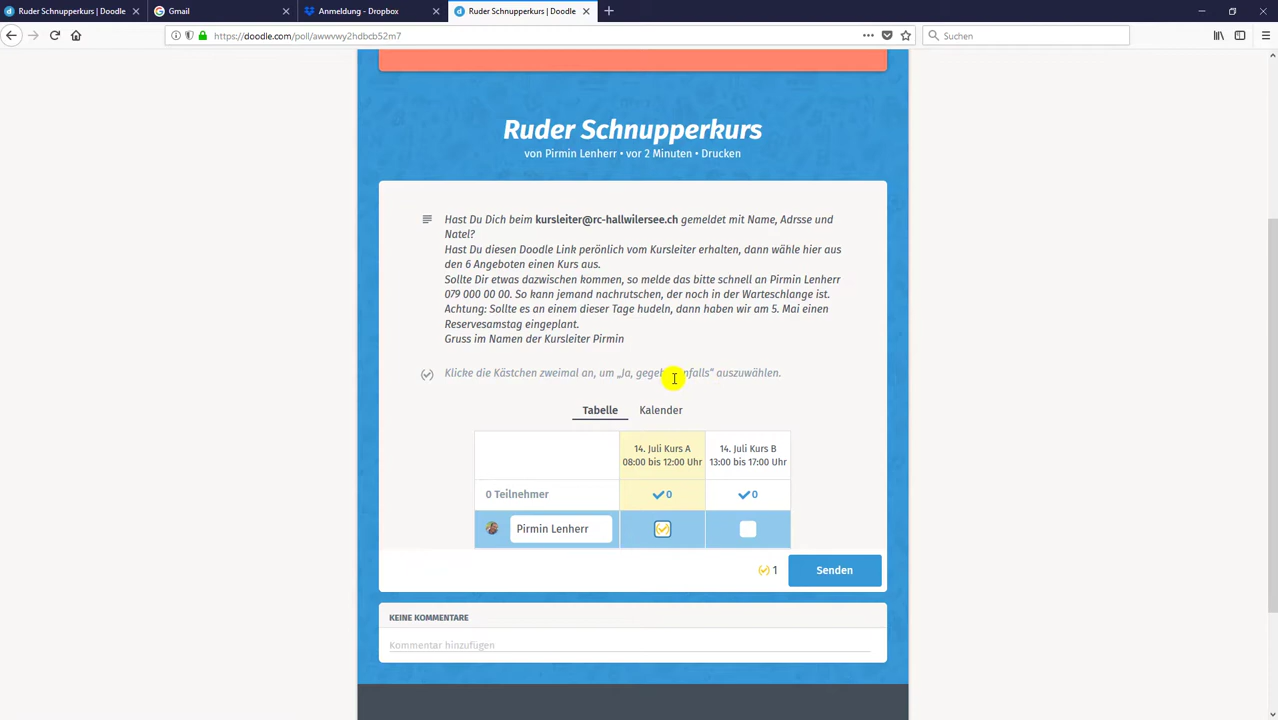 Ruder Schnupperkurs | Doodle
Gmail
Anmeldung - Dropbox
Ruder Schnupperkurs | Doodle
https://doodle.com/poll/awwvwy2hdbcb52m7
Suchen
Ruder Schnupperkurs
von Pirmin Lenherr • vor 2 Minuten • Drucken
Hast Du Dich beim kursleiter@rc-hallwilersee.ch gemeldet mit Name, Adrsse und
Natel?
Hast Du diesen Doodle Link perönlich vom Kursleiter erhalten, dann wähle hier aus
den 6 Angeboten einen Kurs aus.
Sollte Dir etwas dazwischen kommen, so melde das bitte schnell an Pirmin Lenherr
079 000 00 00. So kann jemand nachrutschen, der noch in der Warteschlange ist.
Achtung: Sollte es an einem dieser Tage hudeln, dann haben wir am 5. Mai einen
Reservesamstag eingeplant.
Gruss im Namen der Kursleiter Pirmin
Klicke die Kästchen zweimal an, um „Ja, gegebenenfalls“ auszuwählen.
Tabelle Kalender
14. Juli Kurs A 14. Juli Kurs B
08:00 bis 12:00 Uhr 13:00 bis 17:00 Uhr
0 Teilnehmer 0 0
Pirmin Lenherr
1 Senden
KEINE KOMMENTARE
Kommentar hinzufügen